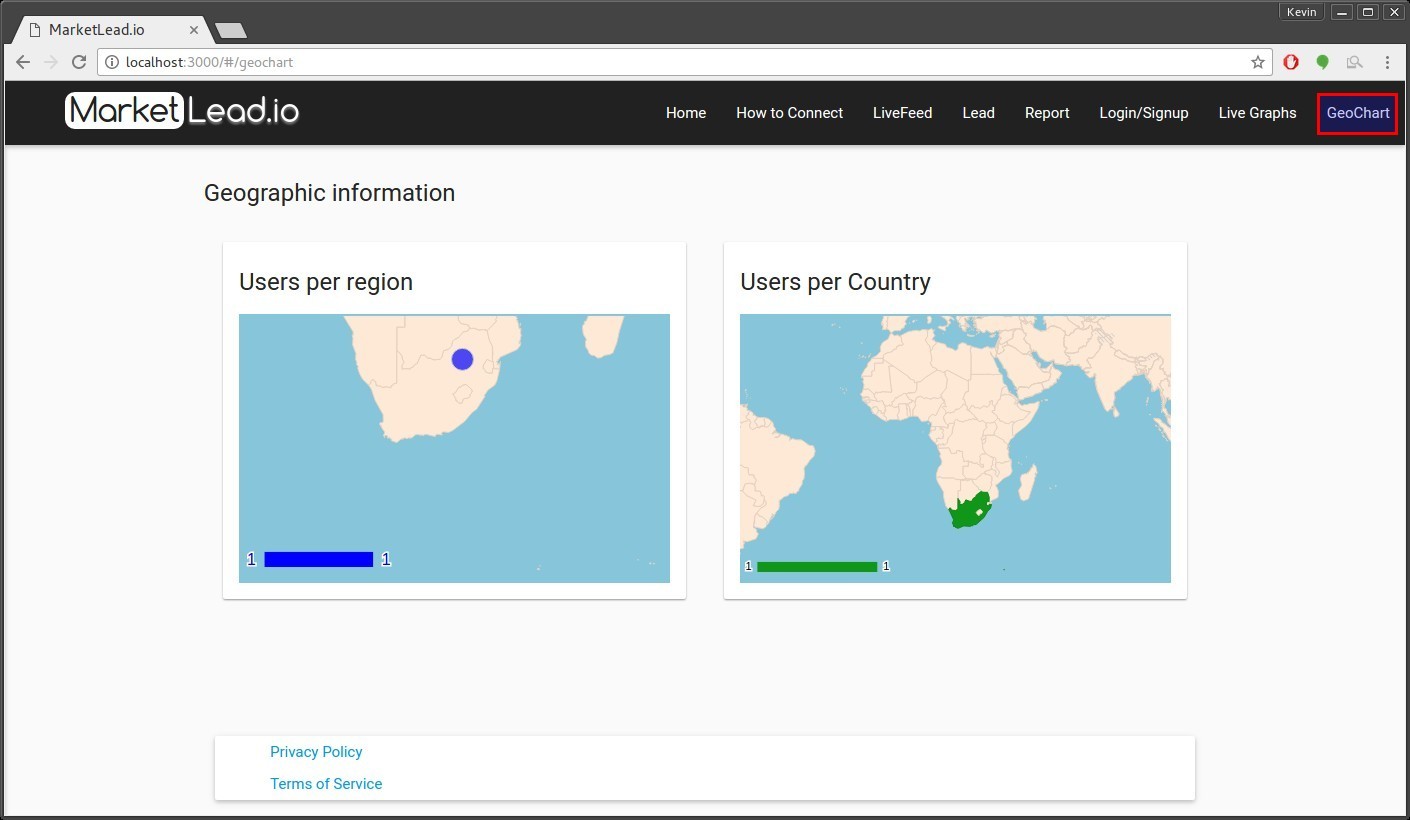 Kevin
MarketLead.io
localhost:3000/#/geochart
MarketLead.io
Home How to Connect LiveFeed Lead Report Login/Signup Live Graphs GeoChart
Geographic information
Users per region
1 1
Users per Country
1 1
Privacy Policy
Terms of Service